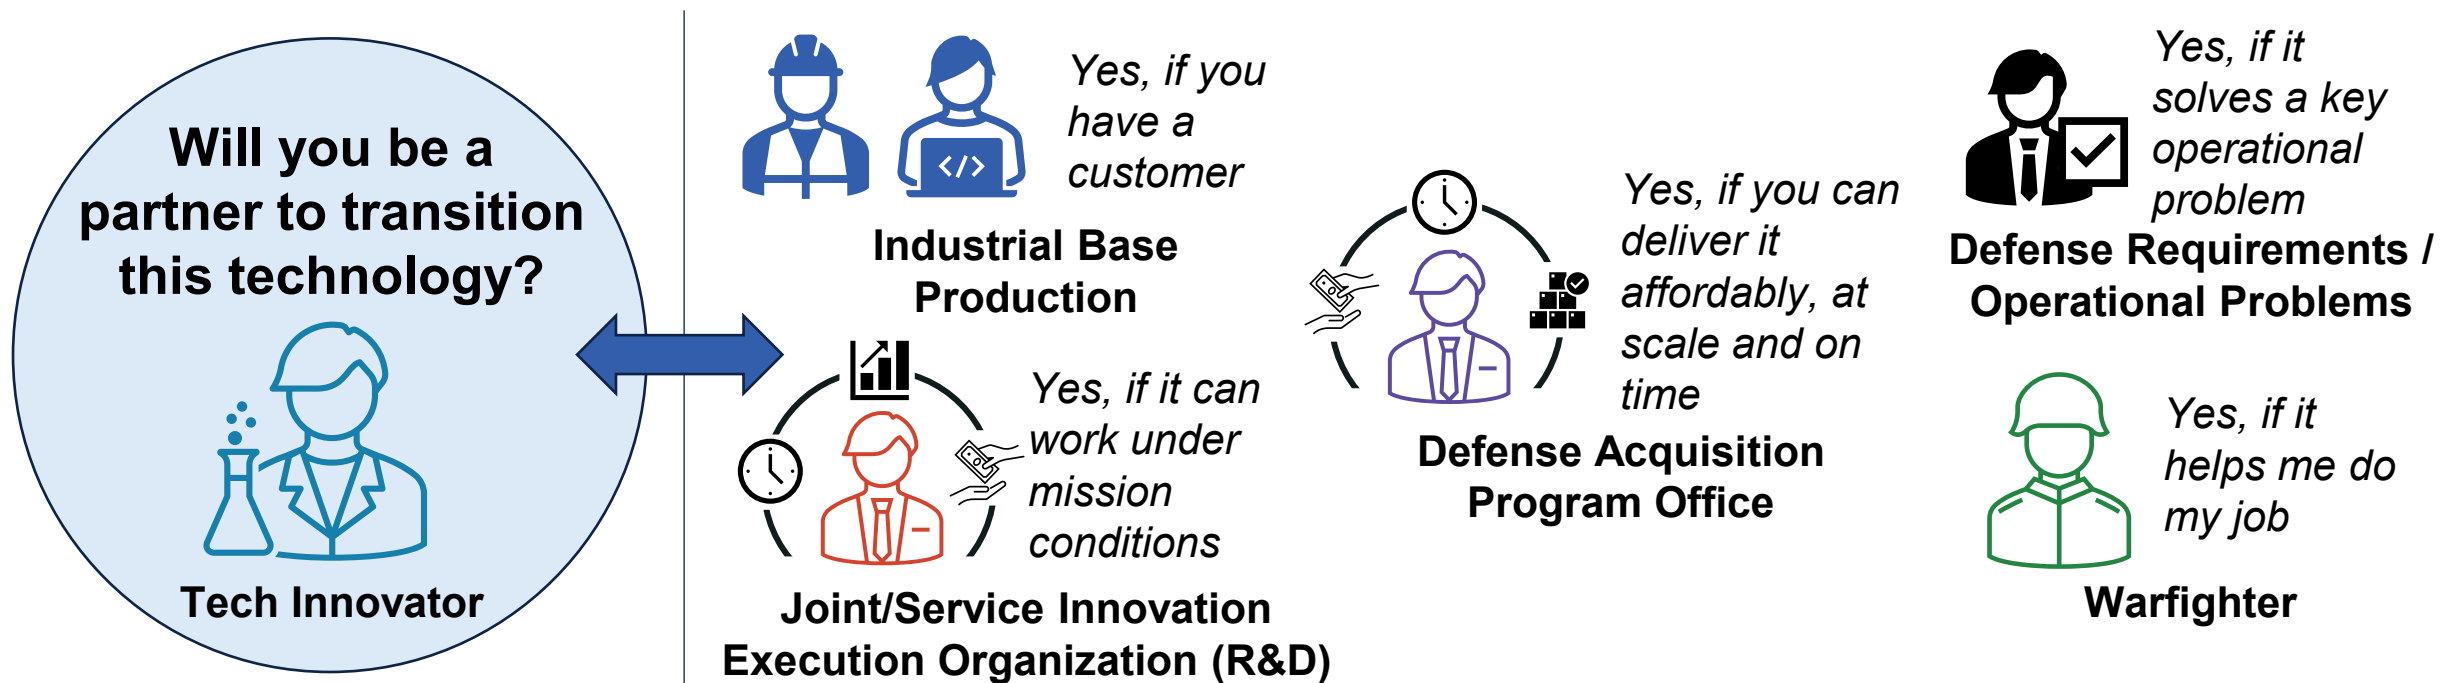 Will you be a
partner to transition
this technology?
Tech Innovator
Yes, if you
have a
customer
</>
Industrial Base
Production
Yes, if it can
work under
mission
conditions
Joint/Service Innovation
Execution Organization (R&D)
Yes, if you can
deliver it
affordably, at
scale and on
time
Defense Acquisition
Program Office
Yes, if it
solves a key
operational
problem
Defense Requirements /
Operational Problems
Yes, if it
helps me do
my job
Warfighter